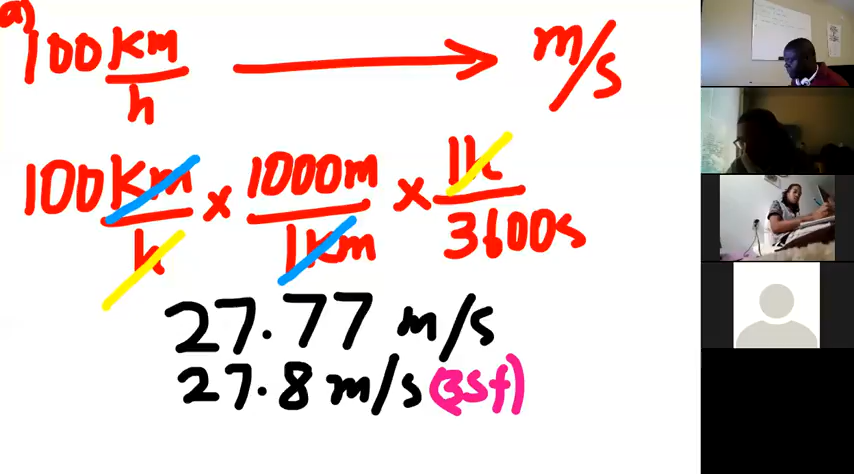 a)
100 km/h → m/s
100 km/h × 1000m/1km × 1h/3600s
27.77 m/s
27.8 m/s (3sf)